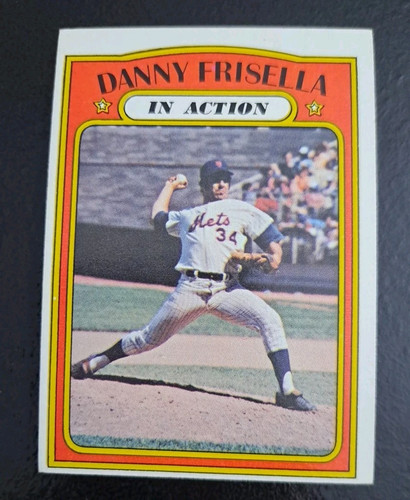 DANNY FRISELLA
IN ACTION
Mets
34